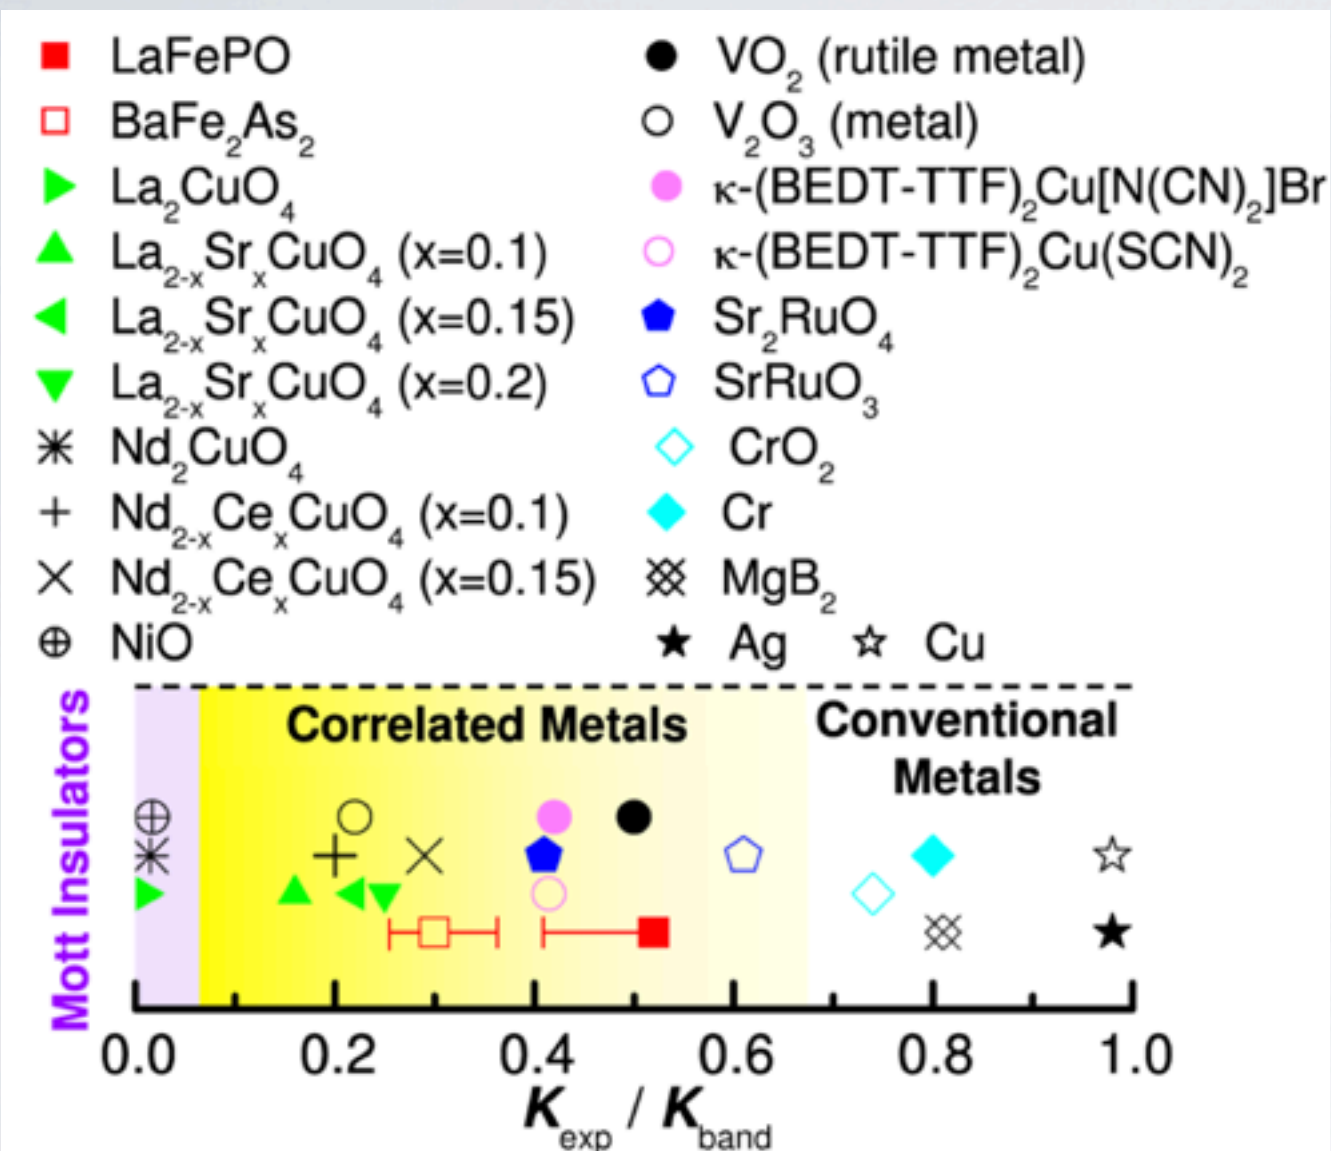 LaFePO
BaFe₂As₂
La₂CuO₄
La₂₋ₓSrₓCuO₄ (x=0.1)
La₂₋ₓSrₓCuO₄ (x=0.15)
La₂₋ₓSrₓCuO₄ (x=0.2)
Nd₂CuO₄
Nd₂₋ₓCeₓCuO₄ (x=0.1)
Nd₂₋ₓCeₓCuO₄ (x=0.15)
NiO
VO₂ (rutile metal)
V₂O₃ (metal)
κ-(BEDT-TTF)₂Cu[N(CN)₂]Br
κ-(BEDT-TTF)₂Cu(SCN)₂
Sr₂RuO₄
SrRuO₃
CrO₂
Cr
MgB₂
Ag Cu
Mott Insulators
Correlated Metals
Conventional
Metals
0.0 0.2 0.4 0.6 0.8 1.0
K_exp / K_band